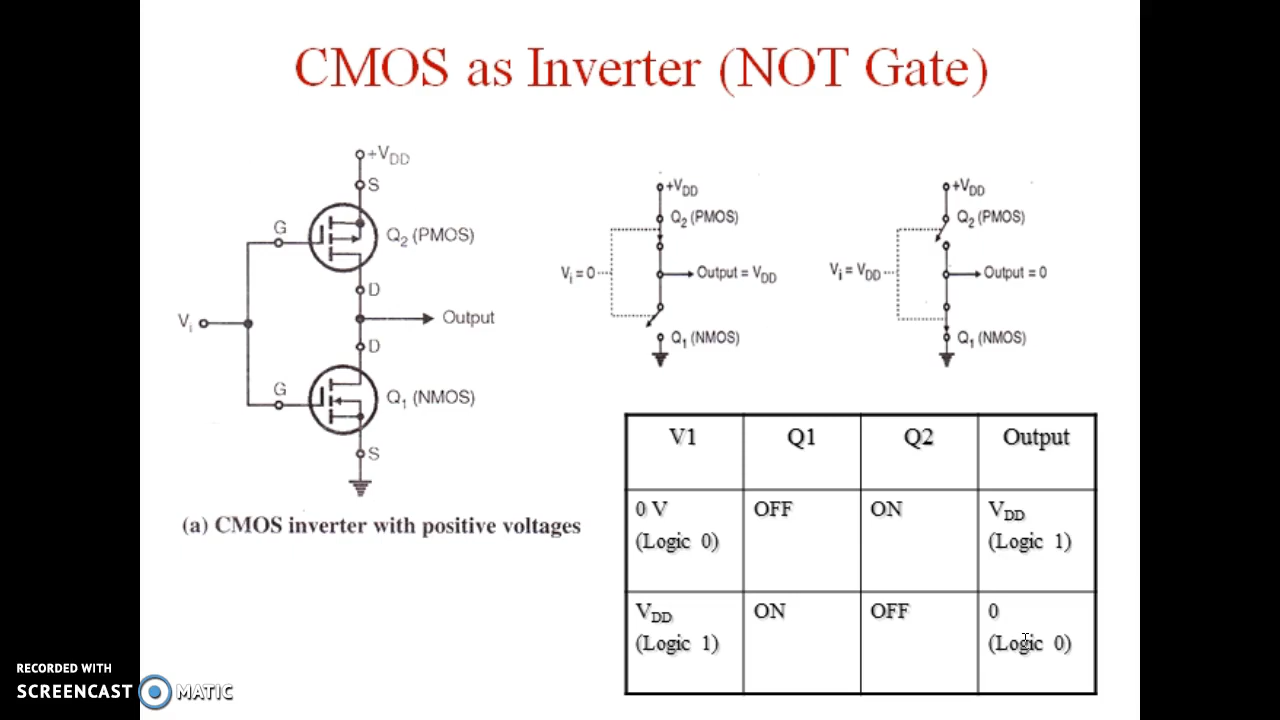 CMOS as Inverter (NOT Gate)
+VDD
S
G
Q2 (PMOS)
D
Vi
Output
D
G
Q1 (NMOS)
S
(a) CMOS inverter with positive voltages
+VDD
Q2 (PMOS)
Vi = 0
Output = VDD
Q1 (NMOS)
+VDD
Q2 (PMOS)
Vi = VDD
Output = 0
Q1 (NMOS)
V1 Q1 Q2 Output
0 V OFF ON VDD
(Logic 0) (Logic 1)
VDD ON OFF 0
(Logic 1) (Logic 0)
RECORDED WITH
SCREENCAST MATIC